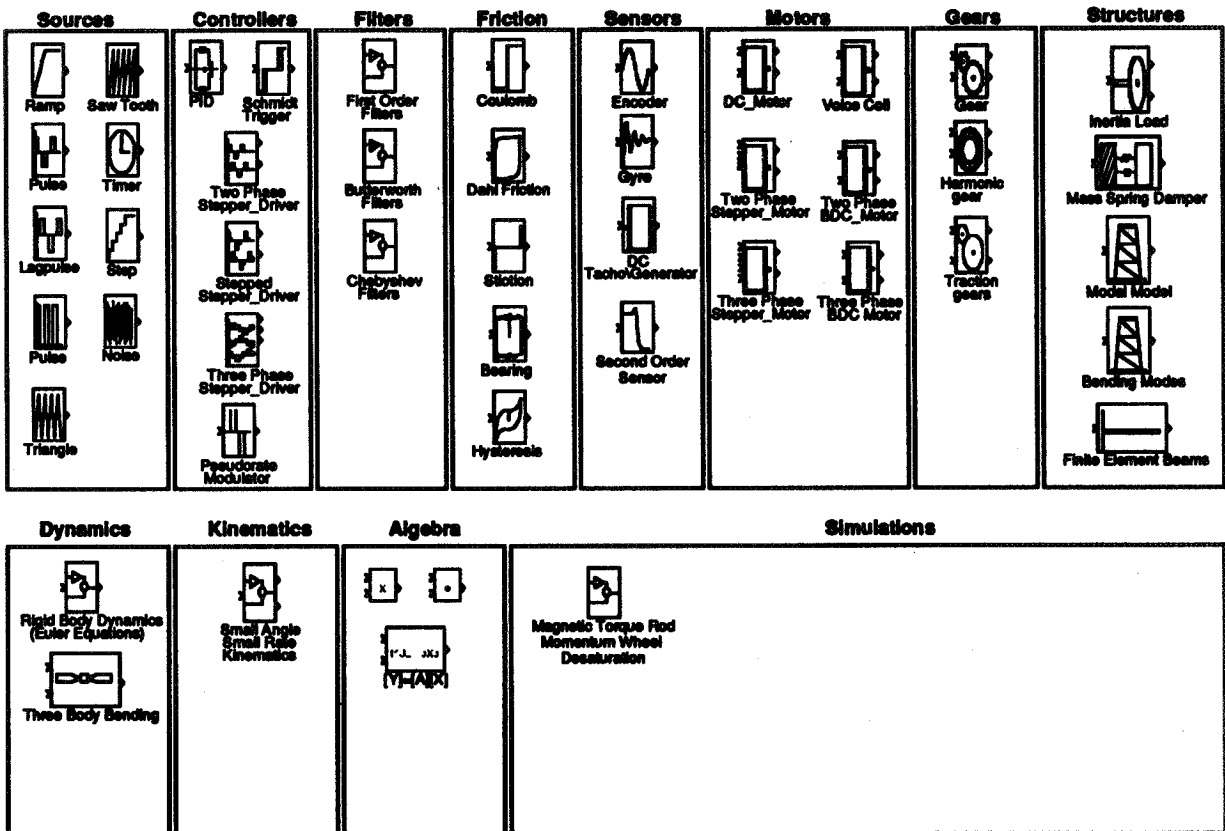 Sources
Ramp
Saw Tooth
Pulse
Timer
Lagpulse
Step
Pulse
Noise
Triangle
Controllers
PID
Schmidt
Trigger
Two Phase
Stepper_Driver
Stepped
Stepper_Driver
Three Phase
Stepper_Driver
Pseudorate
Modulator
Filters
First Order
Filters
Butterworth
Filters
Chebyshev
Filters
Friction
Coulomb
Dahl Friction
Stiction
Bearing
Hysteresis
Sensors
Encoder
Gyro
DC
Tacho\Generator
Second Order
Sensor
Motors
DC_Motor
Voice Coil
Two Phase
Stepper_Motor
Two Phase
BDC_Motor
Three Phase
Stepper_Motor
Three Phase
BDC Motor
Gears
Gear
Harmonic
gear
Traction
gears
Structures
Inertia Load
Mass Spring Damper
Modal Model
Bending Modes
Finite Element Beams
Dynamics
Rigid Body Dynamics
(Euler Equations)
Three Body Bending
Kinematics
Small Angle
Small Rate
Kinematics
Algebra
X
[Y]=[A][X]
Simulations
Magnetic Torque Rod
Momentum Wheel
Desaturation